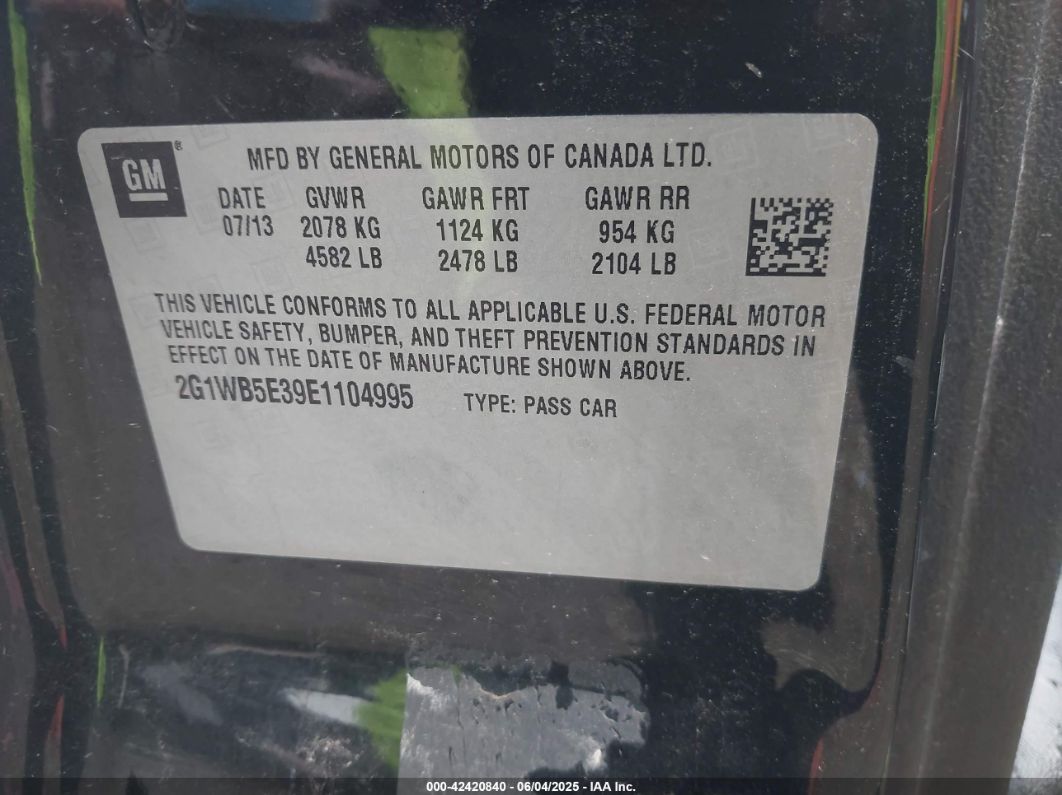 GM ®
MFD BY GENERAL MOTORS OF CANADA LTD.
DATE GVWR GAWR FRT GAWR RR
07/13 2078 KG 1124 KG 954 KG
4582 LB 2478 LB 2104 LB
THIS VEHICLE CONFORMS TO ALL APPLICABLE U.S. FEDERAL MOTOR
VEHICLE SAFETY, BUMPER, AND THEFT PREVENTION STANDARDS IN
EFFECT ON THE DATE OF MANUFACTURE SHOWN ABOVE.
2G1WB5E39E1104995 TYPE: PASS CAR
000-42420840 - 06/04/2025 - IAA Inc.